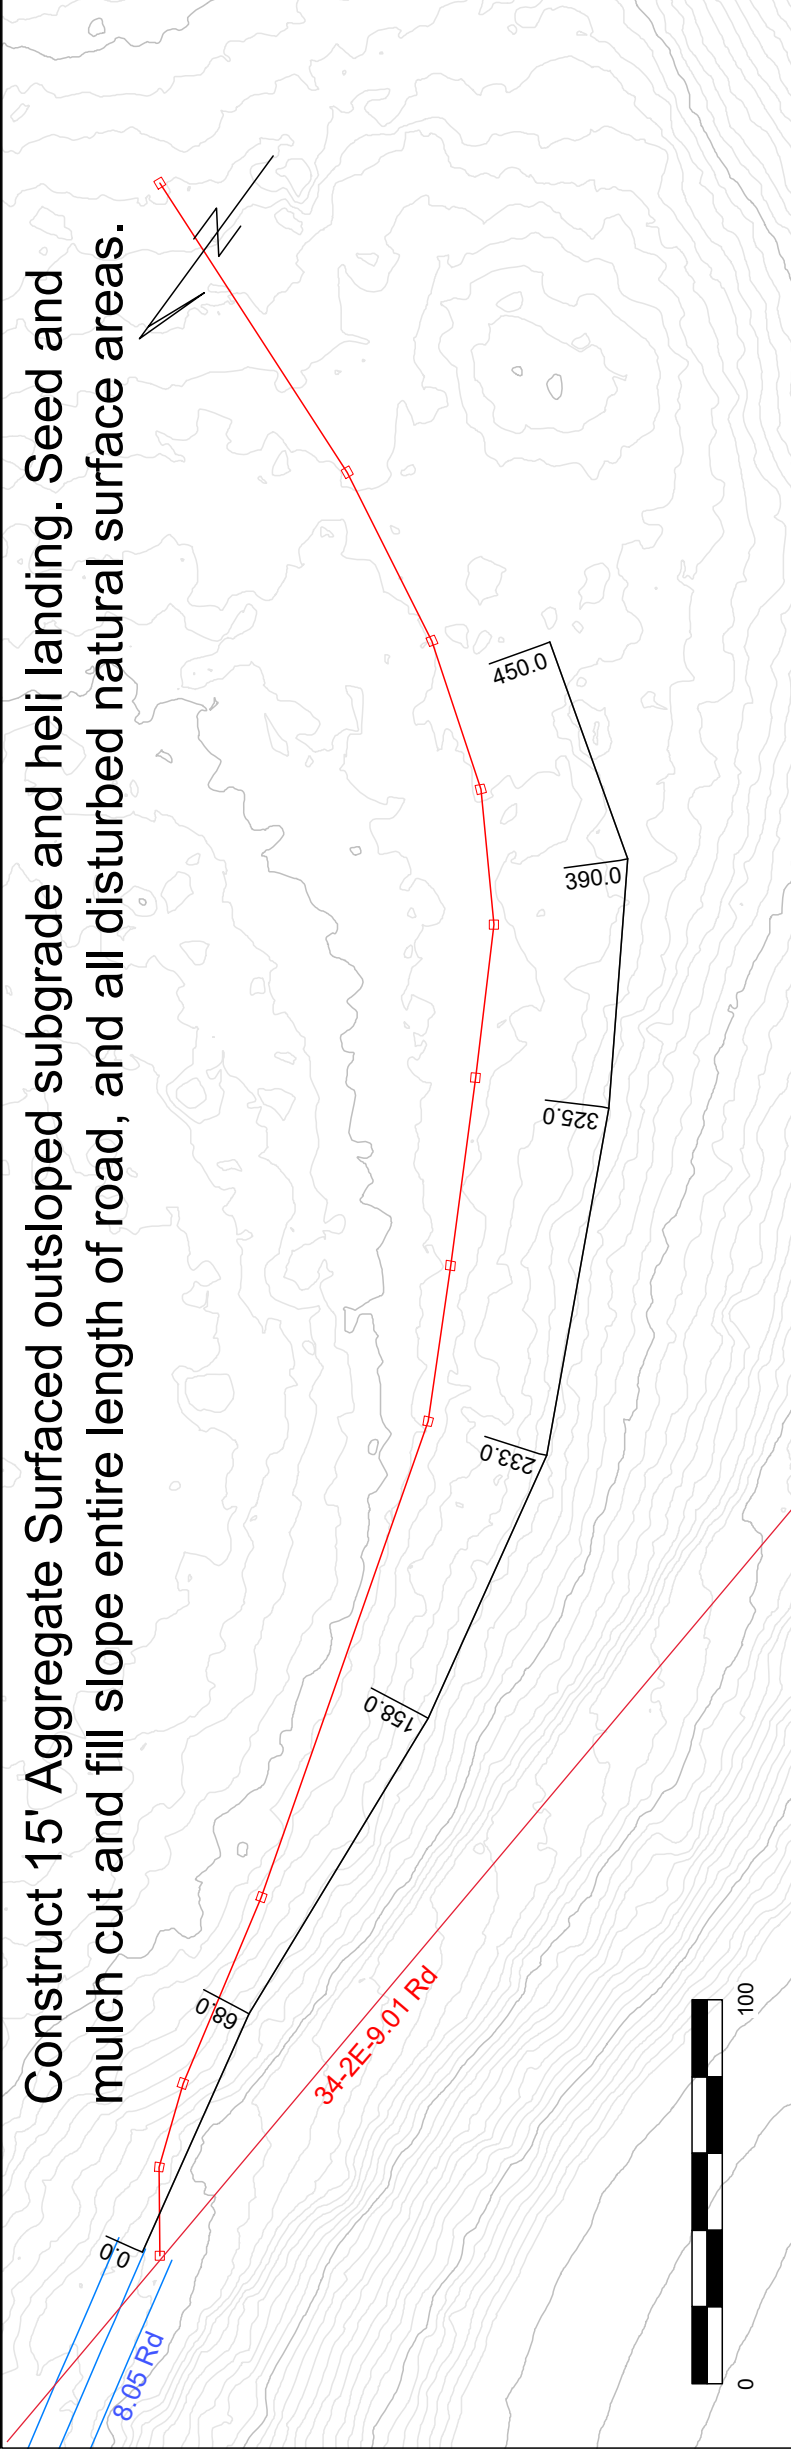 Construct 15' Aggregate Surfaced outsloped subgrade and heli landing. Seed and
mulch cut and fill slope entire length of road, and all disturbed natural surface areas.
N
450.0
390.0
325.0
233.0
158.0
68.0
0.0
34-2E-9.01 Rd
8.05 Rd
0
100